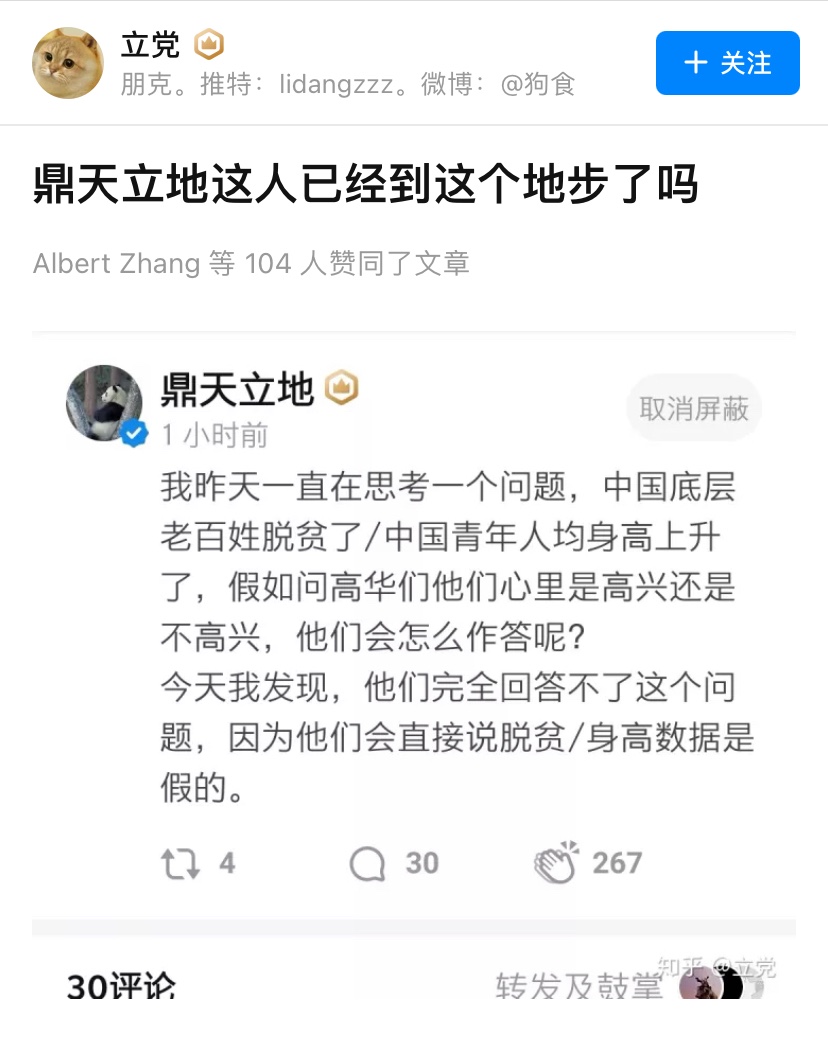 立党
朋克。推特：lidangzzz。微博：@狗食
+ 关注
鼎天立地这人已经到这个地步了吗
Albert Zhang 等 104 人赞同了文章
鼎天立地
1 小时前
取消屏蔽
我昨天一直在思考一个问题，中国底层
老百姓脱贫了/中国青年人均身高上升
了，假如问高华们他们心里是高兴还是
不高兴，他们会怎么作答呢？
今天我发现，他们完全回答不了这个问
题，因为他们会直接说脱贫/身高数据是
假的。
4
30
267
30评论
转发及鼓掌
知乎 @立党